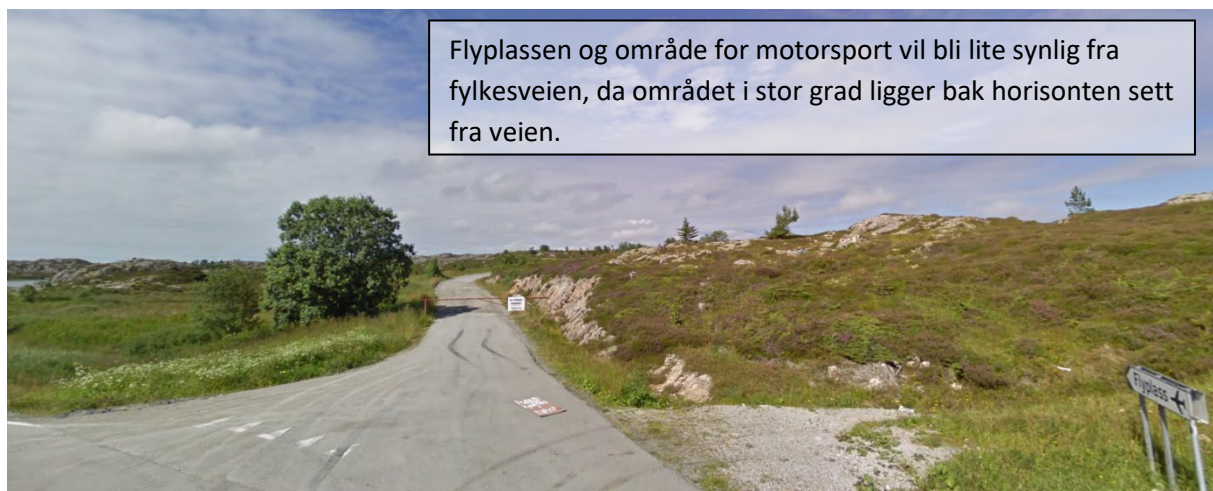 Flyplassen og område for motorsport vil bli lite synlig fra
fylkesveien, da området i stor grad ligger bak horisonten sett
fra veien.
Flyplass